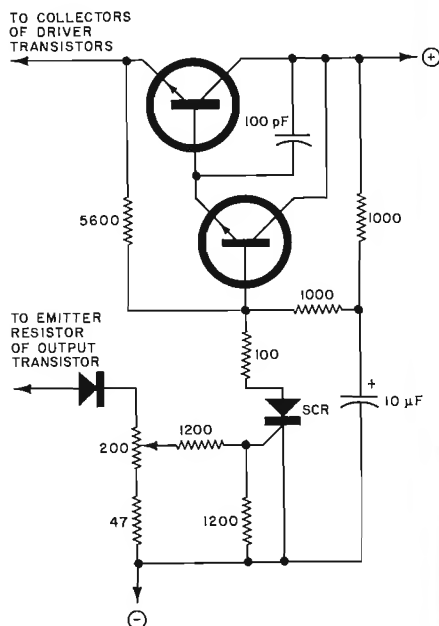 TO COLLECTORS
OF DRIVER
TRANSISTORS
+
100 pF
5600
1000
1000
TO EMITTER
RESISTOR
OF OUTPUT
TRANSISTOR
100
SCR
+
10 µF
200
1200
47
1200
−